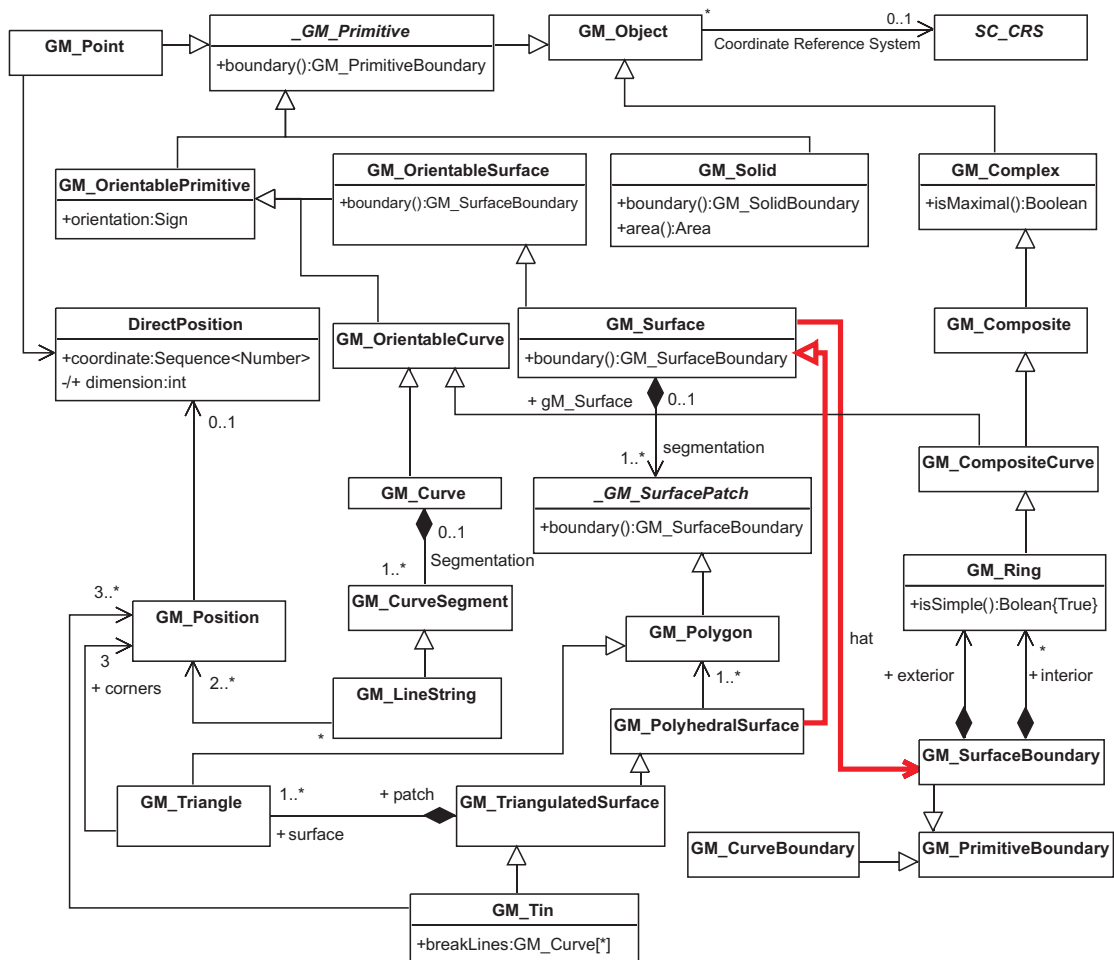 GM_Point
_GM_Primitive
+boundary():GM_PrimitiveBoundary
GM_Object
*
0..1
Coordinate Reference System
SC_CRS
GM_OrientablePrimitive
+orientation:Sign
GM_OrientableSurface
+boundary():GM_SurfaceBoundary
GM_Solid
+boundary():GM_SolidBoundary
+area():Area
GM_Complex
+isMaximal():Boolean
DirectPosition
+coordinate:Sequence<Number>
-/+ dimension:int
0..1
GM_OrientableCurve
GM_Surface
+boundary():GM_SurfaceBoundary
+ gM_Surface
0..1
segmentation
1..*
GM_Composite
GM_CompositeCurve
GM_Curve
0..1
Segmentation
1..*
GM_CurveSegment
_GM_SurfacePatch
+boundary():GM_SurfaceBoundary
GM_Ring
+isSimple():Bolean{True}
3..*
GM_Position
3
+ corners
2..*
GM_LineString
*
GM_Polygon
1..*
hat
*
+ exterior
+ interior
GM_PolyhedralSurface
GM_SurfaceBoundary
GM_Triangle
1..*
+ surface
+ patch
GM_TriangulatedSurface
GM_CurveBoundary
GM_PrimitiveBoundary
GM_Tin
+breakLines:GM_Curve[*]